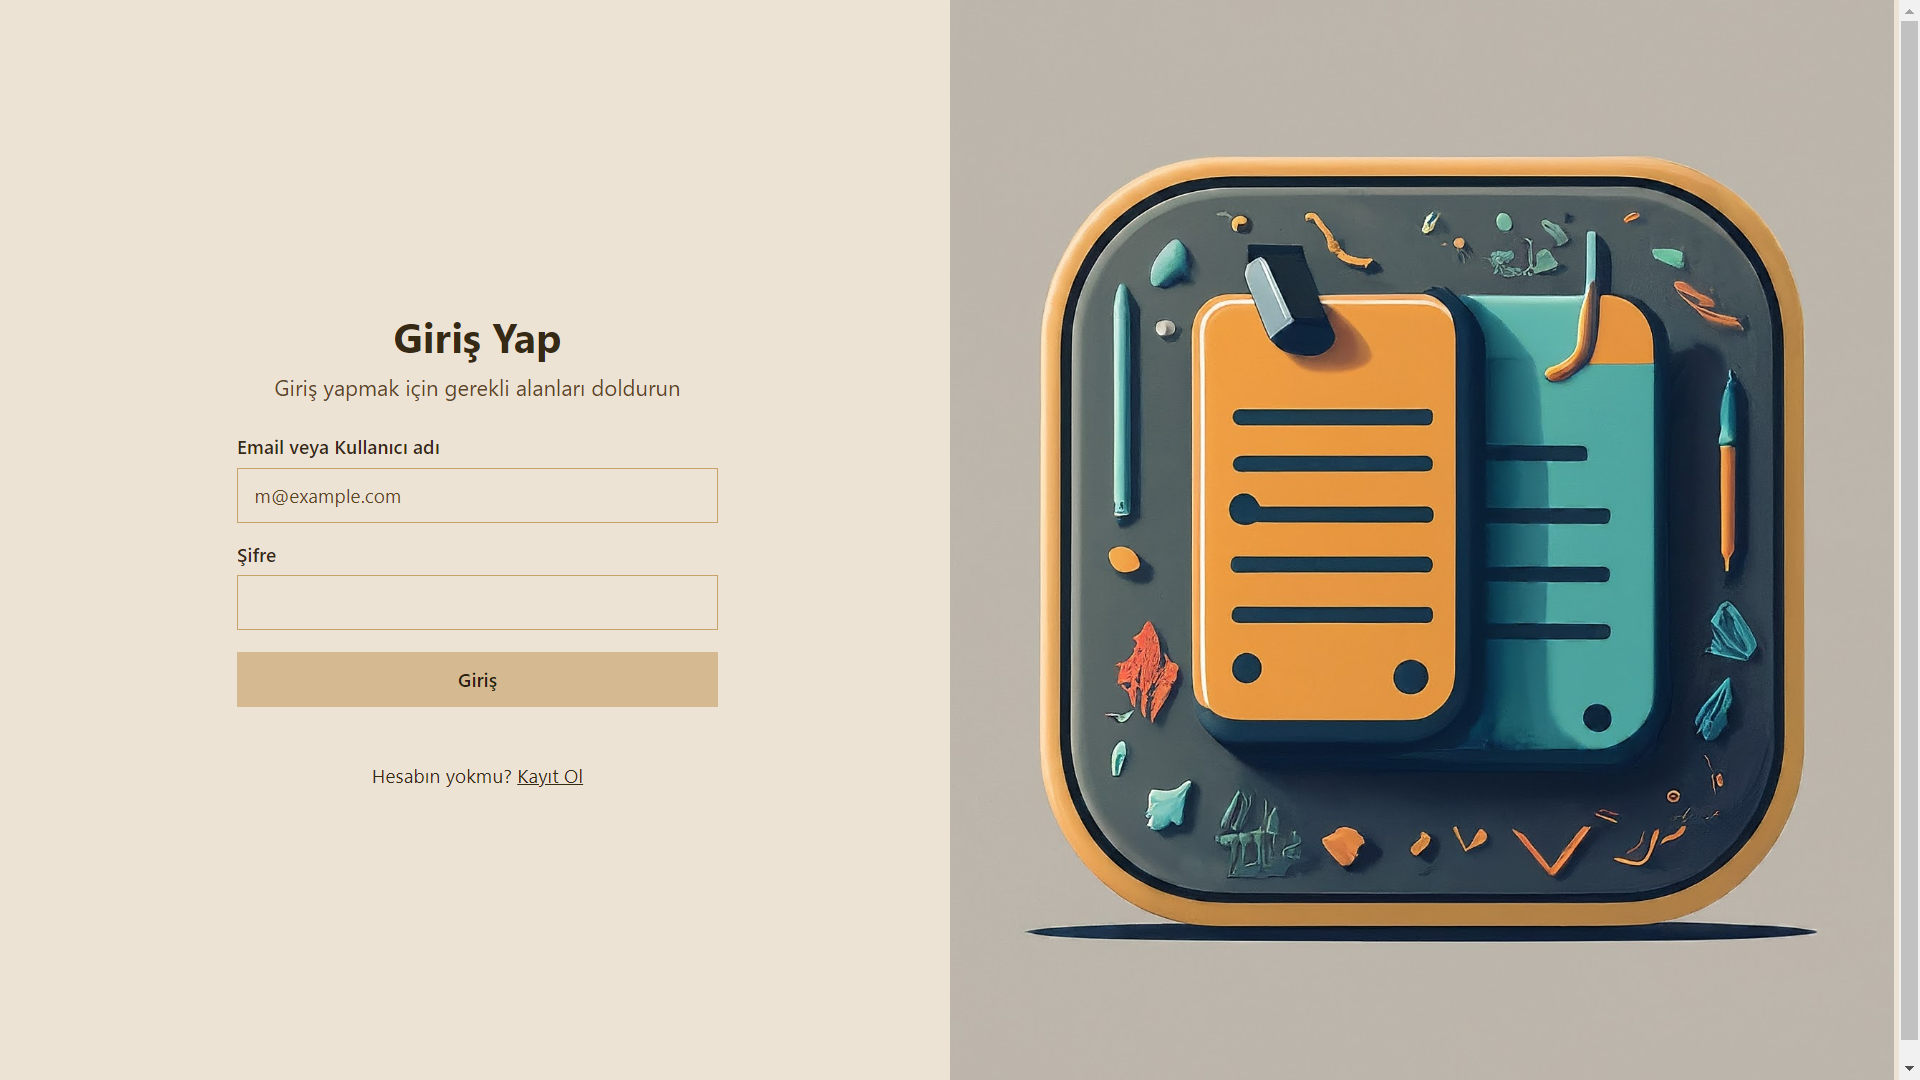 Giriş Yap
Giriş yapmak için gerekli alanları doldurun
Email veya Kullanıcı adı
m@example.com
Şifre
Giriş
Hesabın yokmu? Kayıt Ol